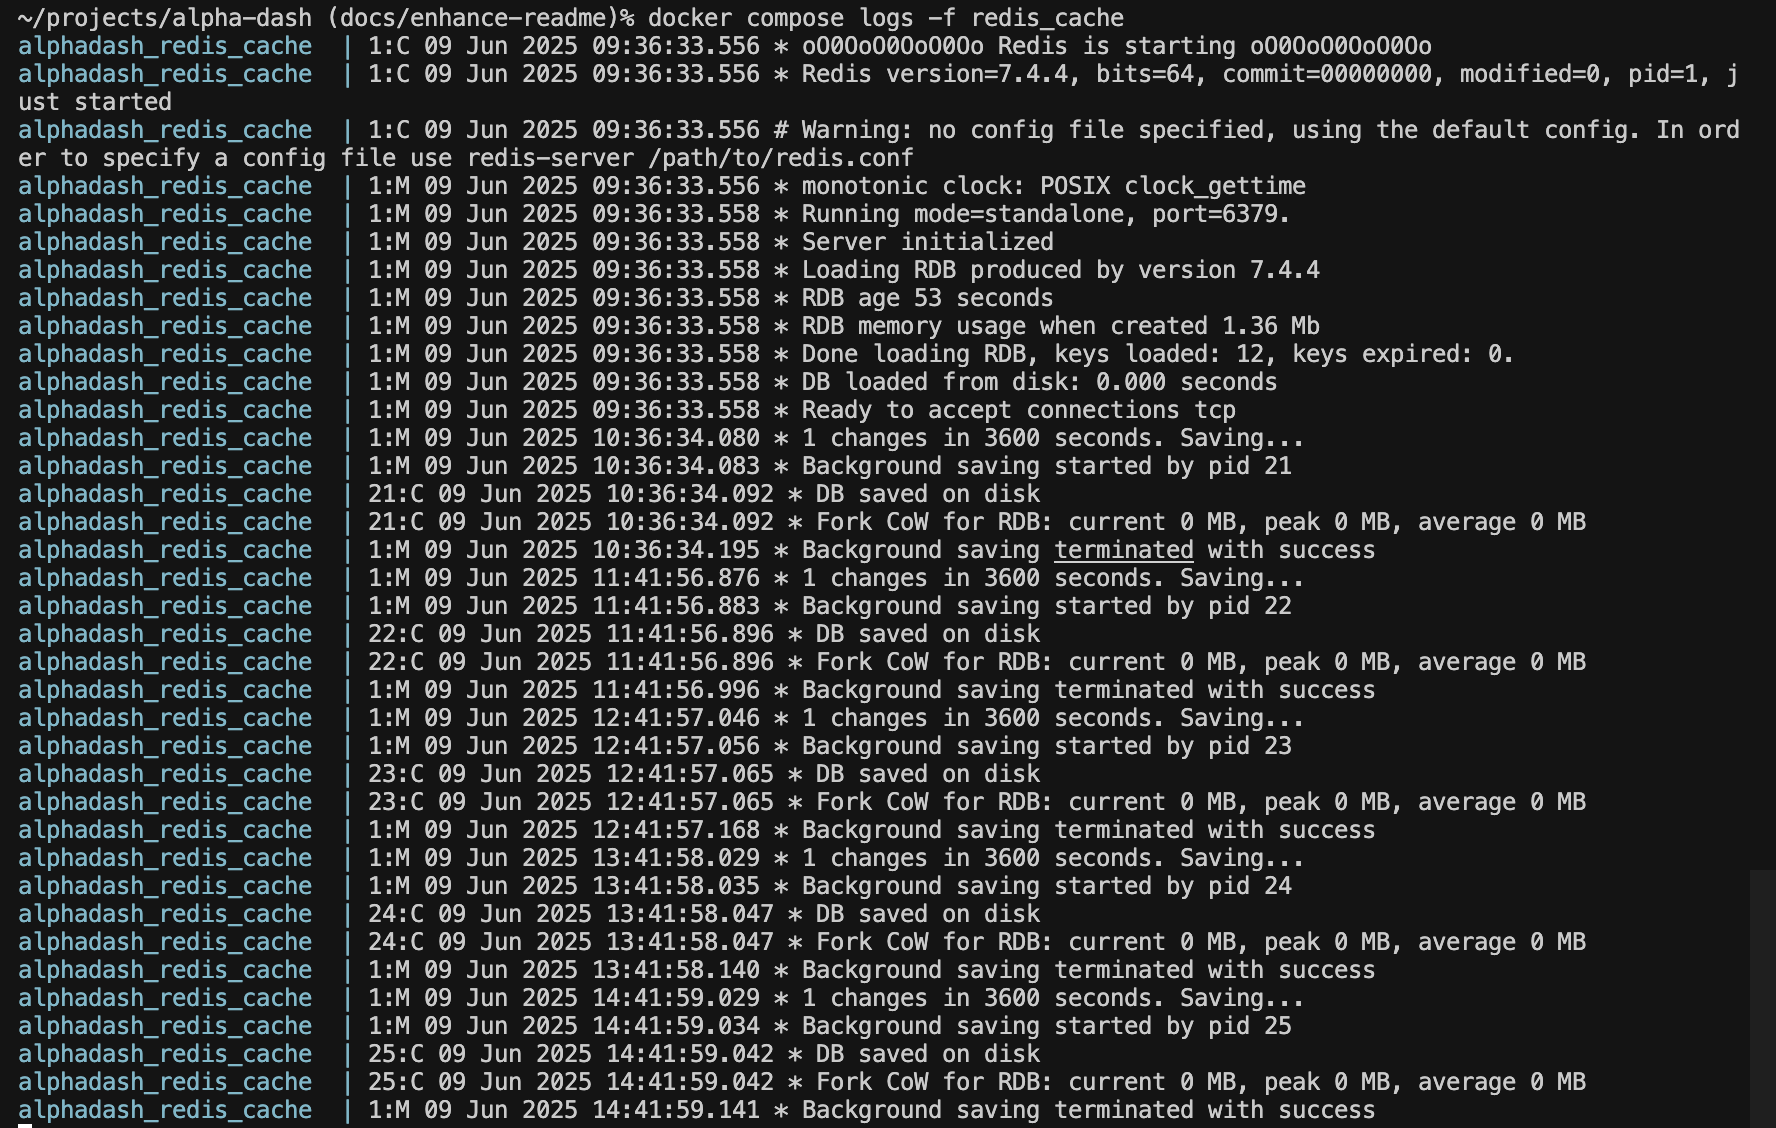 ~/projects/alpha-dash (docs/enhance-readme)% docker compose logs -f redis_cache
alphadash_redis_cache  | 1:C 09 Jun 2025 09:36:33.556 * oO0OoO0OoO0Oo Redis is starting oO0OoO0OoO0Oo
alphadash_redis_cache  | 1:C 09 Jun 2025 09:36:33.556 * Redis version=7.4.4, bits=64, commit=00000000, modified=0, pid=1, j
ust started
alphadash_redis_cache  | 1:C 09 Jun 2025 09:36:33.556 # Warning: no config file specified, using the default config. In ord
er to specify a config file use redis-server /path/to/redis.conf
alphadash_redis_cache  | 1:M 09 Jun 2025 09:36:33.556 * monotonic clock: POSIX clock_gettime
alphadash_redis_cache  | 1:M 09 Jun 2025 09:36:33.558 * Running mode=standalone, port=6379.
alphadash_redis_cache  | 1:M 09 Jun 2025 09:36:33.558 * Server initialized
alphadash_redis_cache  | 1:M 09 Jun 2025 09:36:33.558 * Loading RDB produced by version 7.4.4
alphadash_redis_cache  | 1:M 09 Jun 2025 09:36:33.558 * RDB age 53 seconds
alphadash_redis_cache  | 1:M 09 Jun 2025 09:36:33.558 * RDB memory usage when created 1.36 Mb
alphadash_redis_cache  | 1:M 09 Jun 2025 09:36:33.558 * Done loading RDB, keys loaded: 12, keys expired: 0.
alphadash_redis_cache  | 1:M 09 Jun 2025 09:36:33.558 * DB loaded from disk: 0.000 seconds
alphadash_redis_cache  | 1:M 09 Jun 2025 09:36:33.558 * Ready to accept connections tcp
alphadash_redis_cache  | 1:M 09 Jun 2025 10:36:34.080 * 1 changes in 3600 seconds. Saving...
alphadash_redis_cache  | 1:M 09 Jun 2025 10:36:34.083 * Background saving started by pid 21
alphadash_redis_cache  | 21:C 09 Jun 2025 10:36:34.092 * DB saved on disk
alphadash_redis_cache  | 21:C 09 Jun 2025 10:36:34.092 * Fork CoW for RDB: current 0 MB, peak 0 MB, average 0 MB
alphadash_redis_cache  | 1:M 09 Jun 2025 10:36:34.195 * Background saving terminated with success
alphadash_redis_cache  | 1:M 09 Jun 2025 11:41:56.876 * 1 changes in 3600 seconds. Saving...
alphadash_redis_cache  | 1:M 09 Jun 2025 11:41:56.883 * Background saving started by pid 22
alphadash_redis_cache  | 22:C 09 Jun 2025 11:41:56.896 * DB saved on disk
alphadash_redis_cache  | 22:C 09 Jun 2025 11:41:56.896 * Fork CoW for RDB: current 0 MB, peak 0 MB, average 0 MB
alphadash_redis_cache  | 1:M 09 Jun 2025 11:41:56.996 * Background saving terminated with success
alphadash_redis_cache  | 1:M 09 Jun 2025 12:41:57.046 * 1 changes in 3600 seconds. Saving...
alphadash_redis_cache  | 1:M 09 Jun 2025 12:41:57.056 * Background saving started by pid 23
alphadash_redis_cache  | 23:C 09 Jun 2025 12:41:57.065 * DB saved on disk
alphadash_redis_cache  | 23:C 09 Jun 2025 12:41:57.065 * Fork CoW for RDB: current 0 MB, peak 0 MB, average 0 MB
alphadash_redis_cache  | 1:M 09 Jun 2025 12:41:57.168 * Background saving terminated with success
alphadash_redis_cache  | 1:M 09 Jun 2025 13:41:58.029 * 1 changes in 3600 seconds. Saving...
alphadash_redis_cache  | 1:M 09 Jun 2025 13:41:58.035 * Background saving started by pid 24
alphadash_redis_cache  | 24:C 09 Jun 2025 13:41:58.047 * DB saved on disk
alphadash_redis_cache  | 24:C 09 Jun 2025 13:41:58.047 * Fork CoW for RDB: current 0 MB, peak 0 MB, average 0 MB
alphadash_redis_cache  | 1:M 09 Jun 2025 13:41:58.140 * Background saving terminated with success
alphadash_redis_cache  | 1:M 09 Jun 2025 14:41:59.029 * 1 changes in 3600 seconds. Saving...
alphadash_redis_cache  | 1:M 09 Jun 2025 14:41:59.034 * Background saving started by pid 25
alphadash_redis_cache  | 25:C 09 Jun 2025 14:41:59.042 * DB saved on disk
alphadash_redis_cache  | 25:C 09 Jun 2025 14:41:59.042 * Fork CoW for RDB: current 0 MB, peak 0 MB, average 0 MB
alphadash_redis_cache  | 1:M 09 Jun 2025 14:41:59.141 * Background saving terminated with success